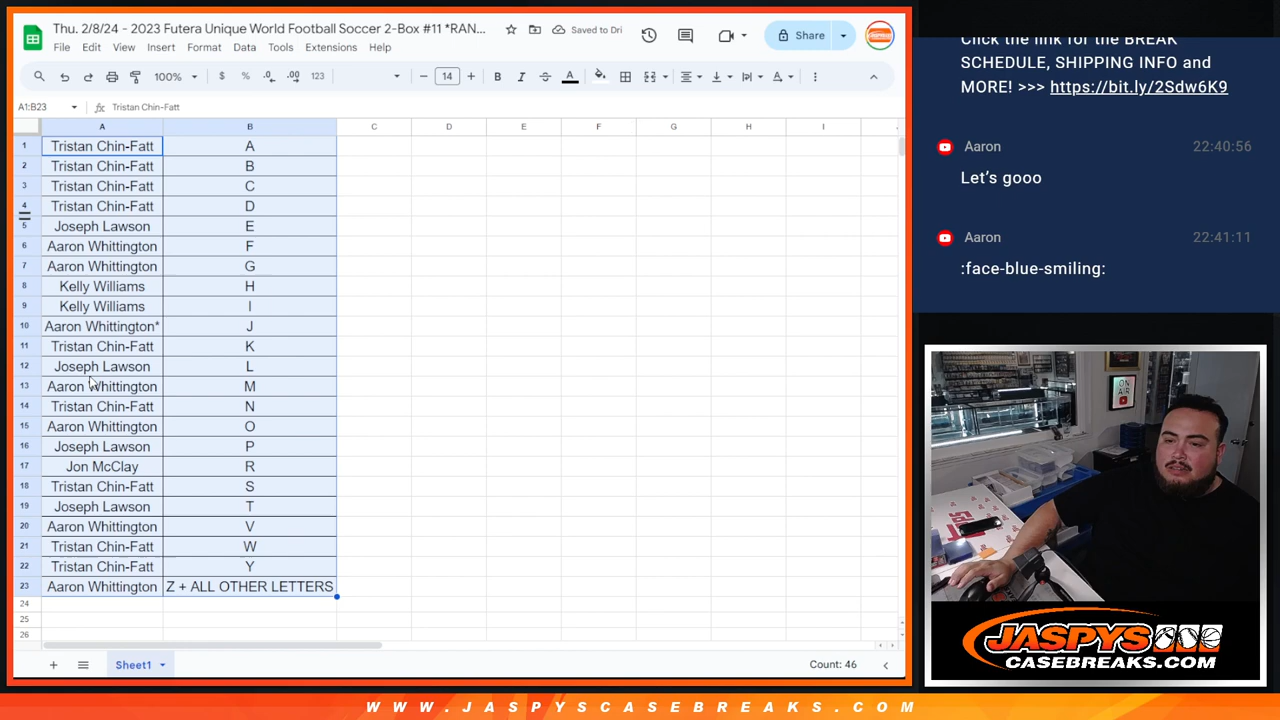 Thu. 2/8/24 - 2023 Futera Unique World Football Soccer 2-Box #11 *RAN...
Saved to Dri
Share
File Edit View Insert Format Data Tools Extensions Help
100% $ % .0 .00 123 14 B I S A
A1:B23 fx Tristan Chin-Fatt
A B C D E F G H I
1 Tristan Chin-Fatt A
2 Tristan Chin-Fatt B
3 Tristan Chin-Fatt C
4 Tristan Chin-Fatt D
5 Joseph Lawson E
6 Aaron Whittington F
7 Aaron Whittington G
8 Kelly Williams H
9 Kelly Williams I
10 Aaron Whittington* J
11 Tristan Chin-Fatt K
12 Joseph Lawson L
13 Aaron Whittington M
14 Tristan Chin-Fatt N
15 Aaron Whittington O
16 Joseph Lawson P
17 Jon McClay R
18 Tristan Chin-Fatt S
19 Joseph Lawson T
20 Aaron Whittington V
21 Tristan Chin-Fatt W
22 Tristan Chin-Fatt Y
23 Aaron Whittington Z + ALL OTHER LETTERS
24
25
26
Sheet1
Count: 46
Click the link for the BREAK
SCHEDULE, SHIPPING INFO and
MORE! >>> https://bit.ly/2Sdw6K9
Aaron 22:40:56
Let's gooo
Aaron 22:41:11
:face-blue-smiling:
ON AIR
JASPYS
CASEBREAKS.COM
WWW.JASPYSCASEBREAKS.COM